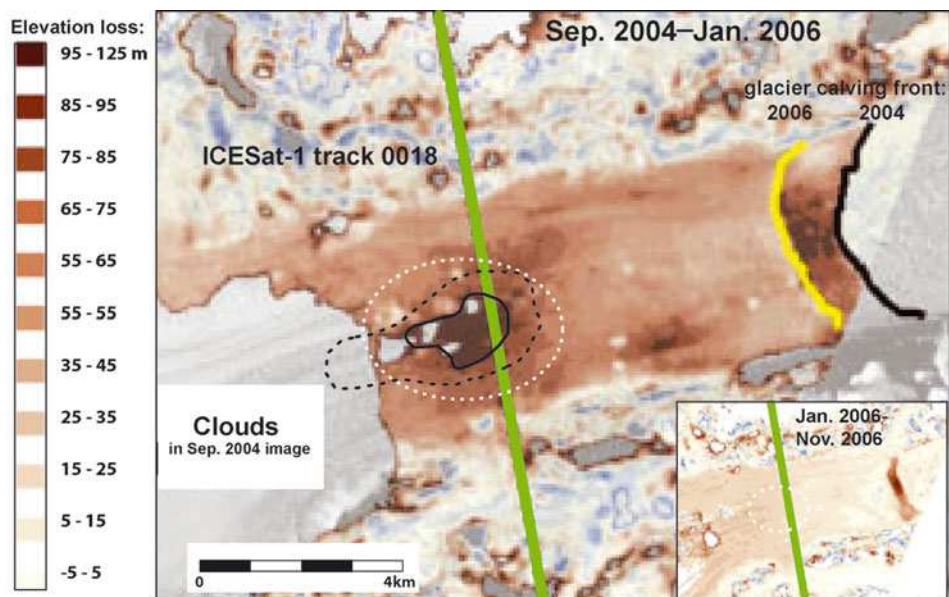 Elevation loss:
95 - 125 m
85 - 95
75 - 85
65 - 75
55 - 65
55 - 55
35 - 45
25 - 35
15 - 25
5 - 15
-5 - 5
Sep. 2004–Jan. 2006
glacier calving front:
2006 2004
ICESat-1 track 0018
Clouds
in Sep. 2004 image
0 4km
Jan. 2006-
Nov. 2006